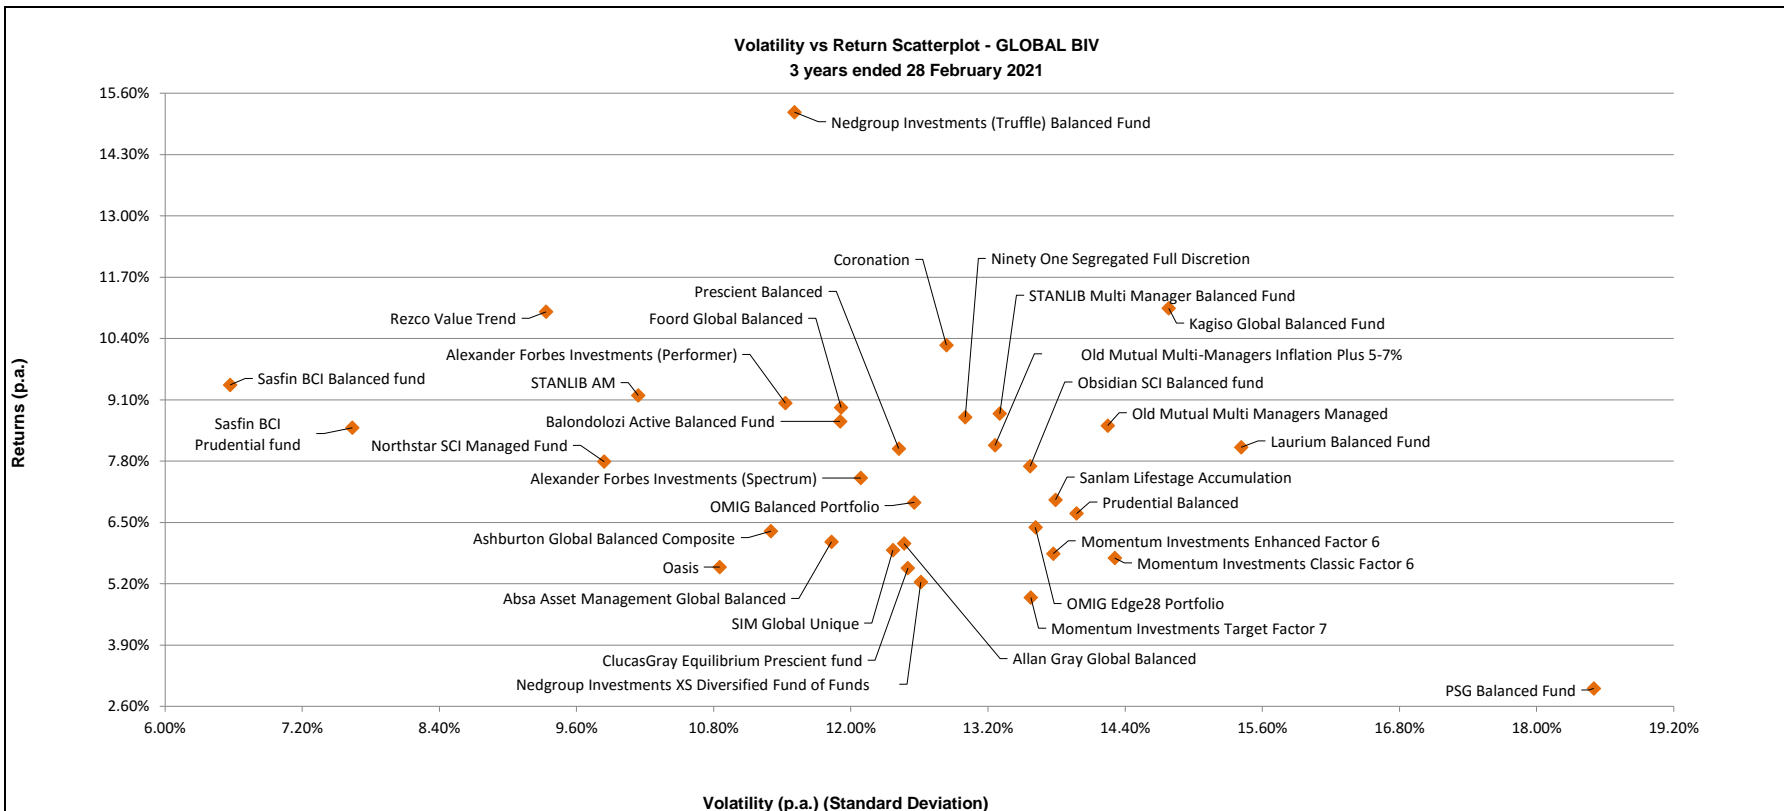 Volatility vs Return Scatterplot - GLOBAL BIV
3 years ended 28 February 2021
15.60%
14.30%
13.00%
11.70%
10.40%
9.10%
7.80%
6.50%
5.20%
3.90%
2.60%
Returns (p.a.)
Nedgroup Investments (Truffle) Balanced Fund
Coronation
Ninety One Segregated Full Discretion
Prescient Balanced
STANLIB Multi Manager Balanced Fund
Rezco Value Trend
Foord Global Balanced
Kagiso Global Balanced Fund
Alexander Forbes Investments (Performer)
Old Mutual Multi-Managers Inflation Plus 5-7%
Sasfin BCI Balanced fund
STANLIB AM
Obsidian SCI Balanced fund
Sasfin BCI
Prudential fund
Balondolozi Active Balanced Fund
Old Mutual Multi Managers Managed
Northstar SCI Managed Fund
Laurium Balanced Fund
Alexander Forbes Investments (Spectrum)
Sanlam Lifestage Accumulation
OMIG Balanced Portfolio
Prudential Balanced
Ashburton Global Balanced Composite
Momentum Investments Enhanced Factor 6
Oasis
Momentum Investments Classic Factor 6
Absa Asset Management Global Balanced
OMIG Edge28 Portfolio
SIM Global Unique
Momentum Investments Target Factor 7
ClucasGray Equilibrium Prescient fund
Allan Gray Global Balanced
Nedgroup Investments XS Diversified Fund of Funds
PSG Balanced Fund
6.00%
7.20%
8.40%
9.60%
10.80%
12.00%
13.20%
14.40%
15.60%
16.80%
18.00%
19.20%
Volatility (p.a.) (Standard Deviation)